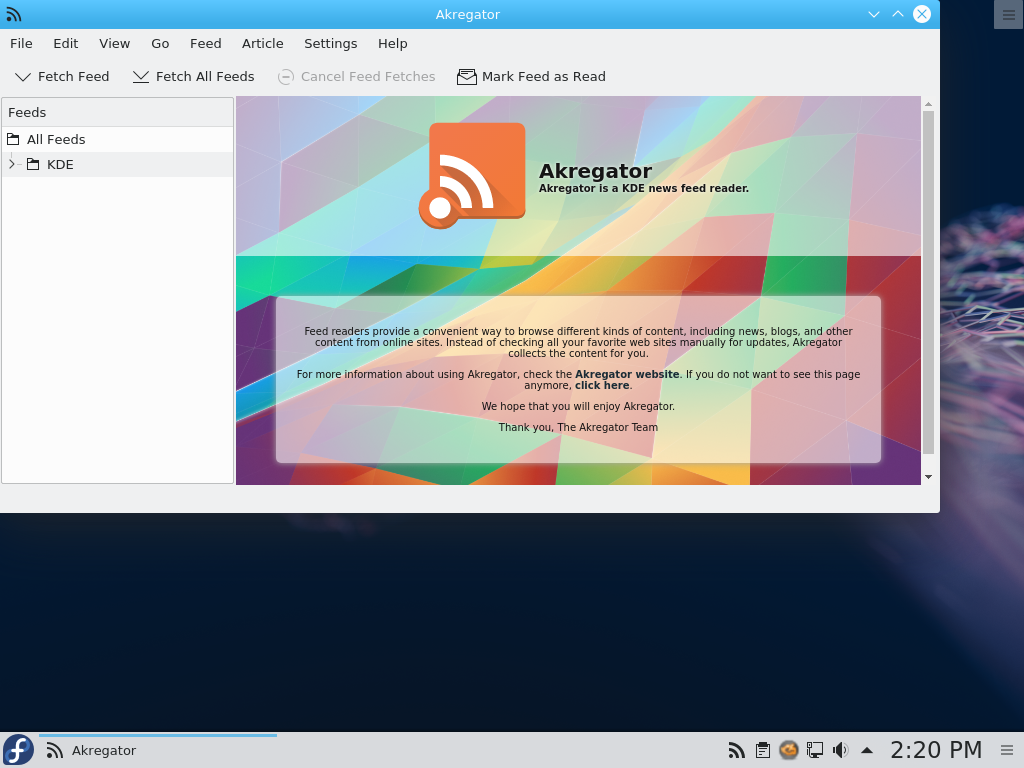 Akregator
File Edit View Go Feed Article Settings Help
Fetch Feed Fetch All Feeds Cancel Feed Fetches Mark Feed as Read
Feeds
All Feeds
KDE
Akregator
Akregator is a KDE news feed reader.
Feed readers provide a convenient way to browse different kinds of content, including news, blogs, and other
content from online sites. Instead of checking all your favorite web sites manually for updates, Akregator
collects the content for you.
For more information about using Akregator, check the Akregator website. If you do not want to see this page
anymore, click here.
We hope that you will enjoy Akregator.
Thank you, The Akregator Team
Akregator
2:20 PM